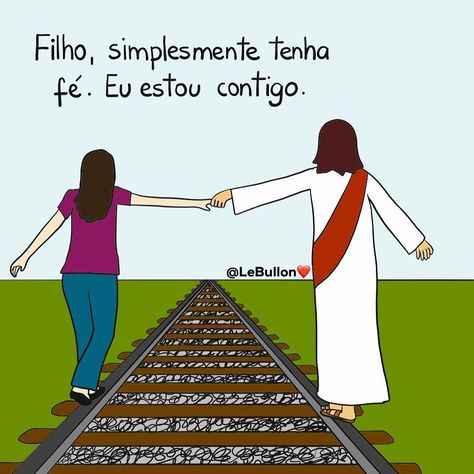 Filho, simplesmente tenha
fé. Eu estou contigo.
@LeBullon❤️